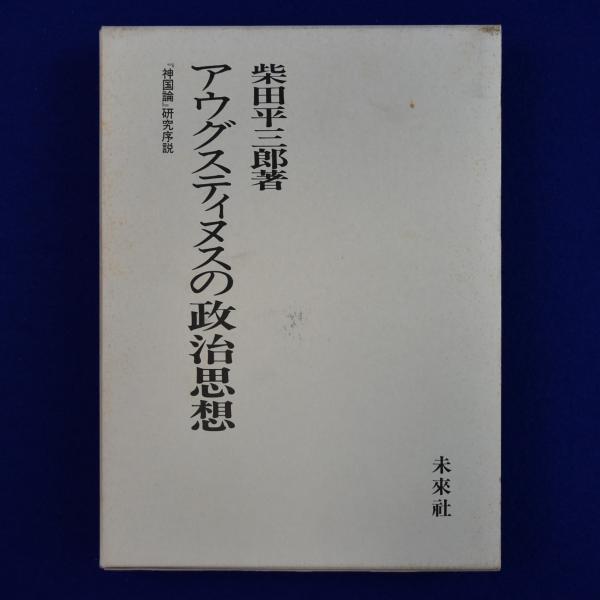 柴田平三郎著
アウグスティヌスの政治思想
『神国論』研究序説
未來社